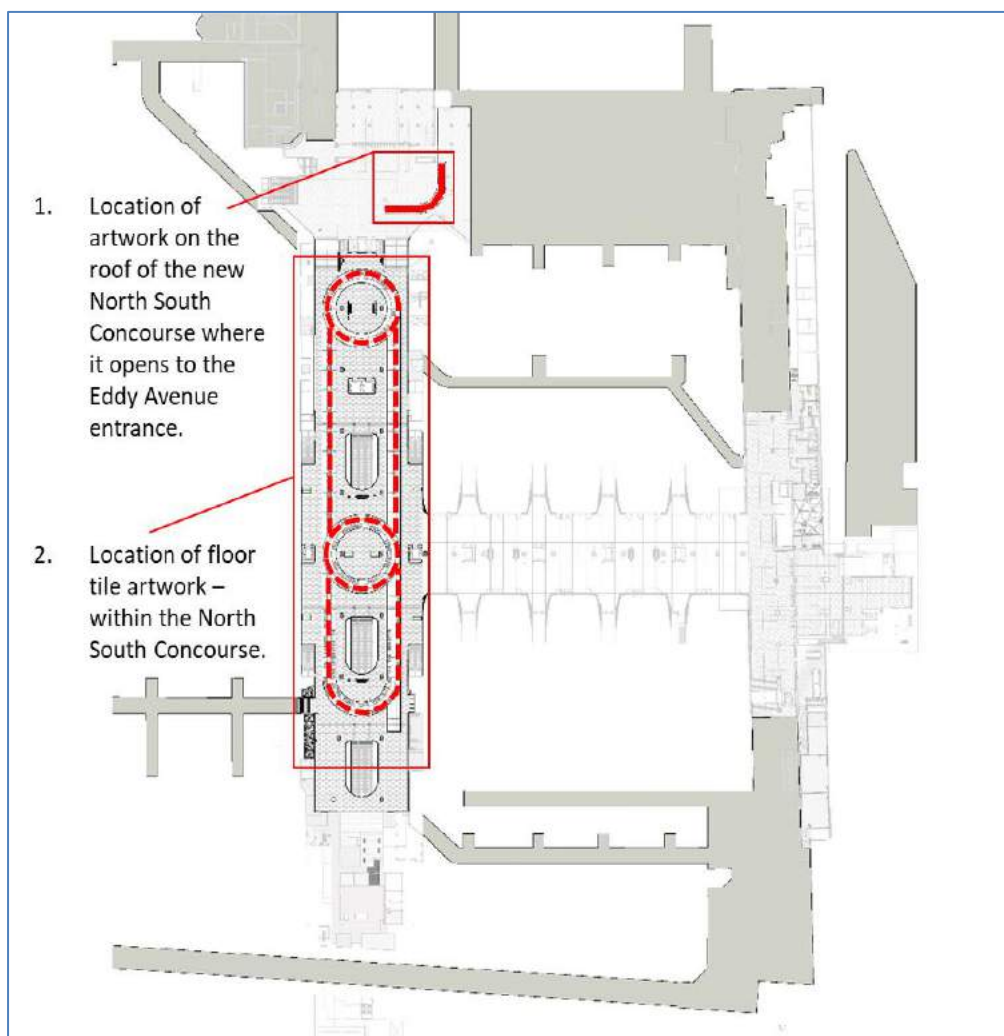 1. Location of
artwork on the
roof of the new
North South
Concourse where
it opens to the
Eddy Avenue
entrance.
2. Location of floor
tile artwork –
within the North
South Concourse.